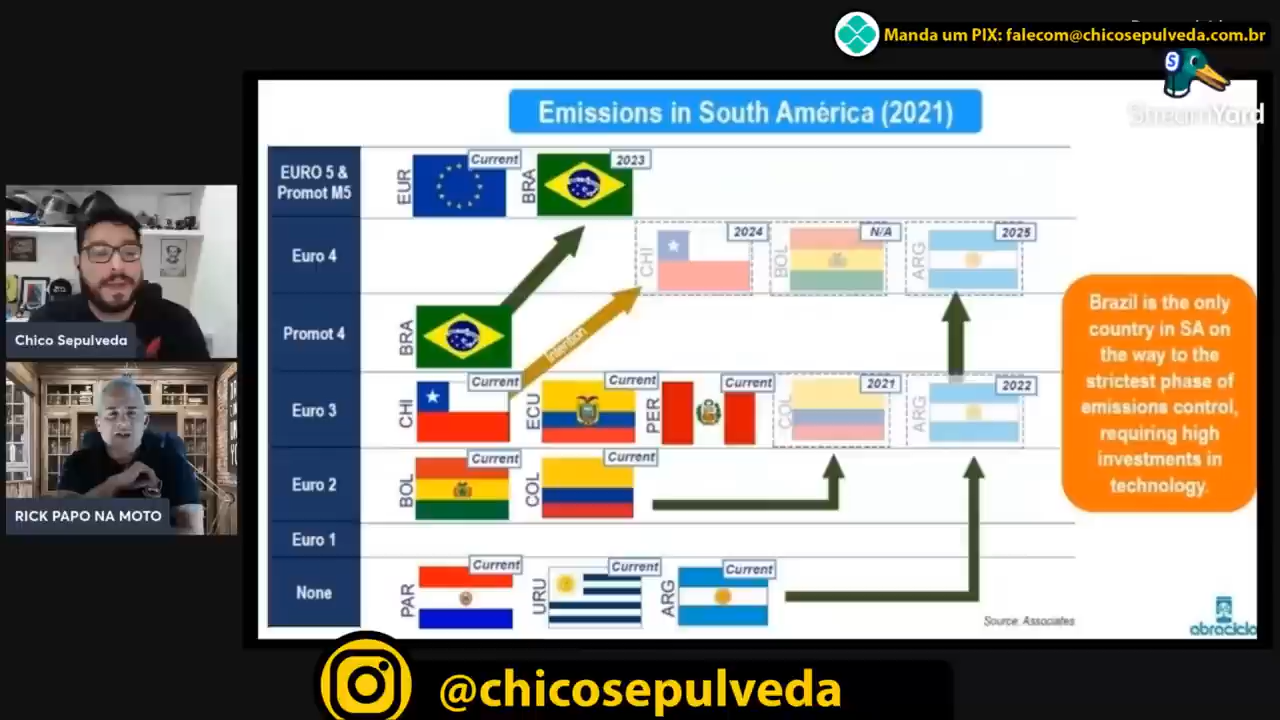 Manda um PIX: falecom@chicosepulveda.com.br
S
StreamYard
Emissions in South América (2021)
EURO 5 &
Promot M5
EUR
Current
BRA
2023
Euro 4
CHI
2024
BOL
N/A
ARG
2025
Promot 4
BRA
Intention
Euro 3
CHI
Current
ECU
Current
PER
Current
COL
2021
ARG
2022
Euro 2
BOL
Current
COL
Current
Euro 1
None
PAR
Current
URU
Current
ARG
Current
Brazil is the only
country in SA on
the way to the
strictest phase of
emissions control,
requiring high
investments in
technology.
Source: Associates
abraciclo
Chico Sepulveda
RICK PAPO NA MOTO
@chicosepulveda